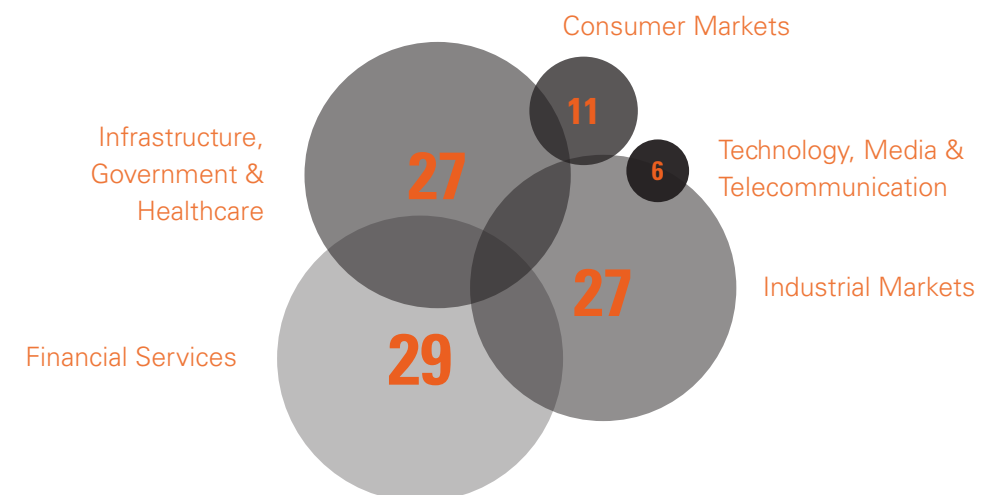 Consumer Markets
11
Infrastructure,
Government &
Healthcare
27
Technology, Media &
Telecommunication
6
27
Industrial Markets
Financial Services
29